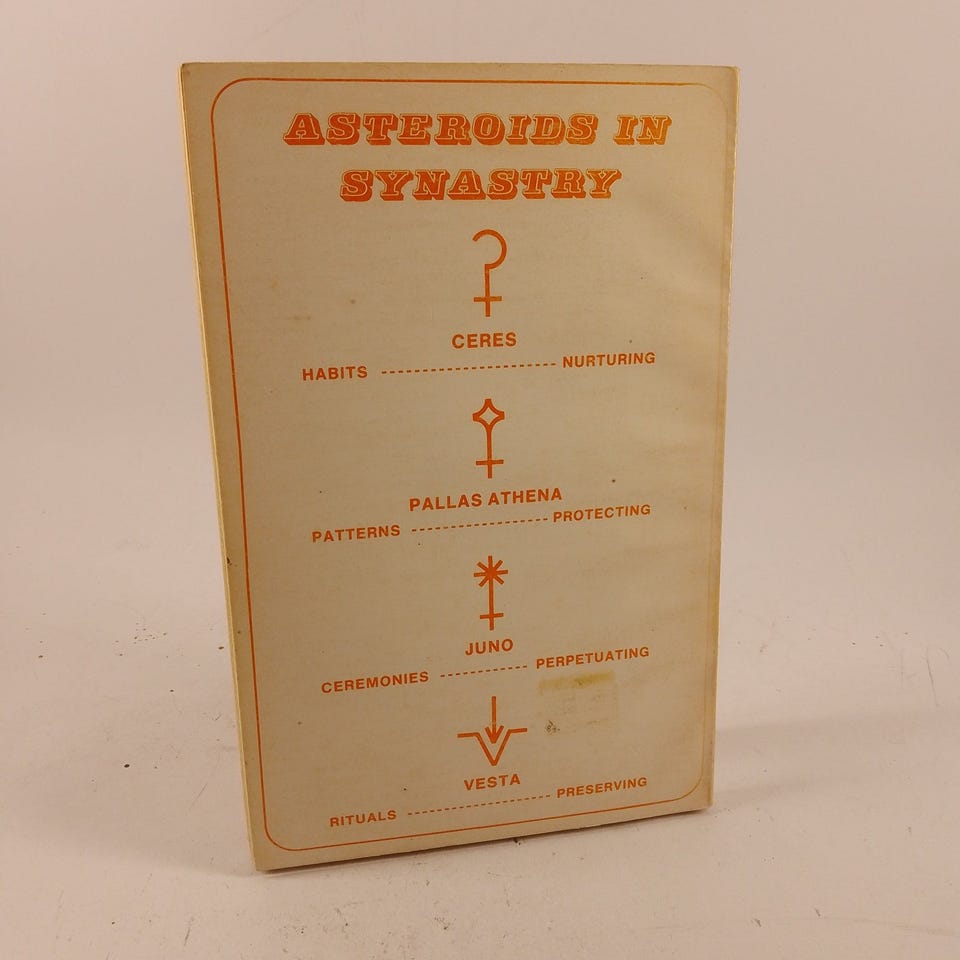 ASTEROIDS IN
SYNASTRY
CERES
HABITS ---------------------- NURTURING
PALLAS ATHENA
PATTERNS ----------------- PROTECTING
JUNO
CEREMONIES ----------- PERPETUATING
VESTA
RITUALS ------------------ PRESERVING